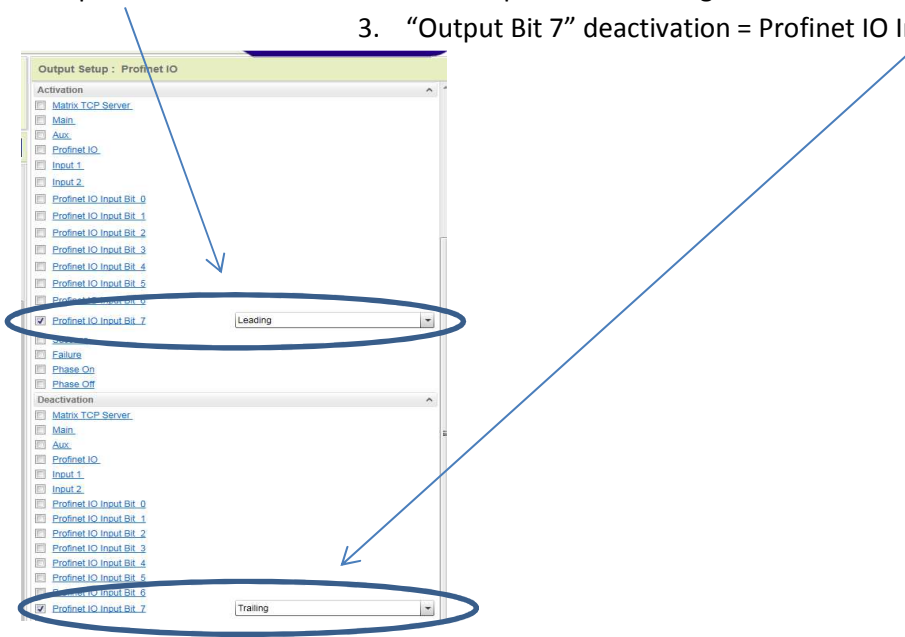 3. “Output Bit 7” deactivation = Profinet IO I
Output Setup : Profinet IO
Activation
Matrix TCP Server
Main
Aux
Profinet IO
Input 1
Input 2
Profinet IO Input Bit 0
Profinet IO Input Bit 1
Profinet IO Input Bit 2
Profinet IO Input Bit 3
Profinet IO Input Bit 4
Profinet IO Input Bit 5
Profinet IO Input Bit 6
Profinet IO Input Bit 7 Leading
Failure
Phase On
Phase Off
Deactivation
Matrix TCP Server
Main
Aux
Profinet IO
Input 1
Input 2
Profinet IO Input Bit 0
Profinet IO Input Bit 1
Profinet IO Input Bit 2
Profinet IO Input Bit 3
Profinet IO Input Bit 4
Profinet IO Input Bit 5
Profinet IO Input Bit 6
Profinet IO Input Bit 7 Trailing